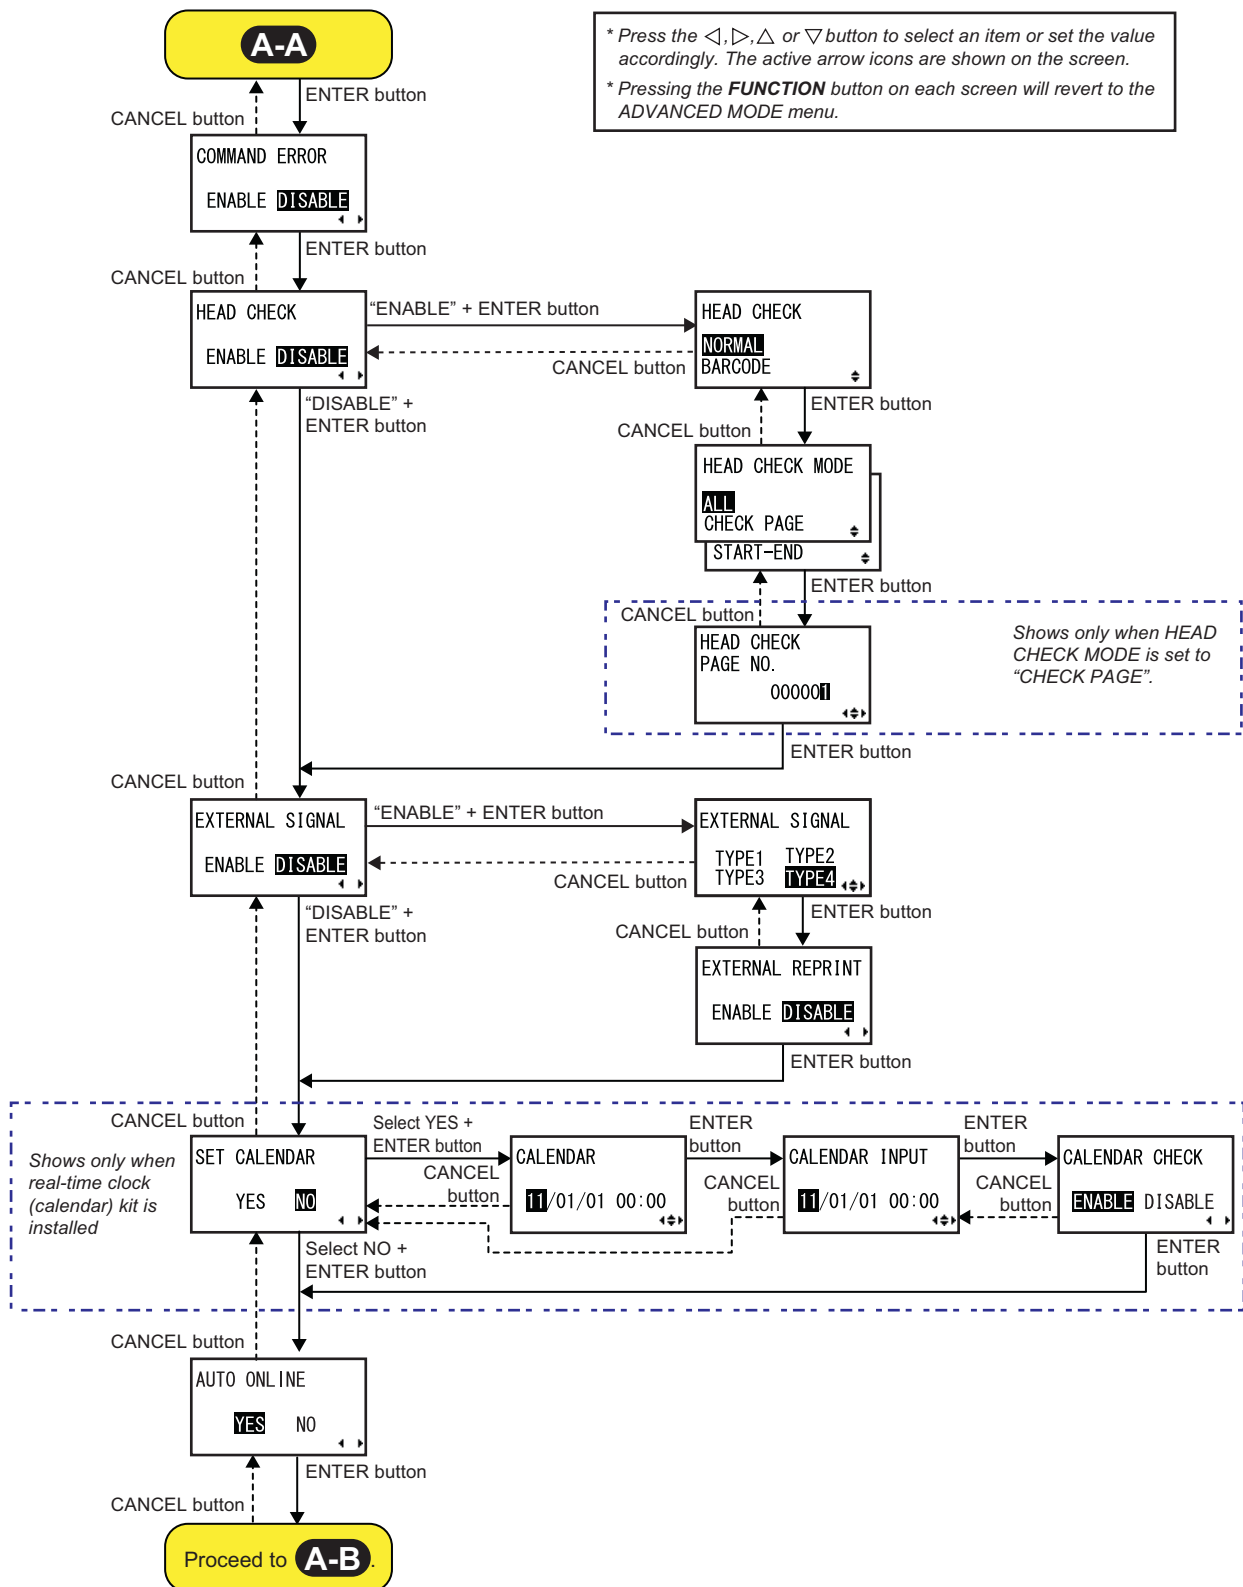 A-A
* Press the ◁, ▷, △ or ▽ button to select an item or set the value
accordingly. The active arrow icons are shown on the screen.
* Pressing the FUNCTION button on each screen will revert to the
ADVANCED MODE menu.
ENTER button
CANCEL button
COMMAND ERROR
ENABLE DISABLE
ENTER button
CANCEL button
HEAD CHECK
ENABLE DISABLE
"ENABLE" + ENTER button
CANCEL button
HEAD CHECK
NORMAL
BARCODE
"DISABLE" +
ENTER button
ENTER button
CANCEL button
HEAD CHECK MODE
ALL
CHECK PAGE
START-END
ENTER button
CANCEL button
HEAD CHECK
PAGE NO.
000001
Shows only when HEAD
CHECK MODE is set to
"CHECK PAGE".
ENTER button
CANCEL button
EXTERNAL SIGNAL
ENABLE DISABLE
"ENABLE" + ENTER button
CANCEL button
EXTERNAL SIGNAL
TYPE1 TYPE2
TYPE3 TYPE4
"DISABLE" +
ENTER button
ENTER button
CANCEL button
EXTERNAL REPRINT
ENABLE DISABLE
ENTER button
CANCEL button
Shows only when
real-time clock
(calendar) kit is
installed
SET CALENDAR
YES NO
Select YES +
ENTER button
CANCEL
button
CALENDAR
11/01/01 00:00
ENTER
button
CANCEL
button
CALENDAR INPUT
11/01/01 00:00
ENTER
button
CANCEL
button
CALENDAR CHECK
ENABLE DISABLE
ENTER
button
Select NO +
ENTER button
CANCEL button
AUTO ONLINE
YES NO
ENTER button
CANCEL button
Proceed to A-B.